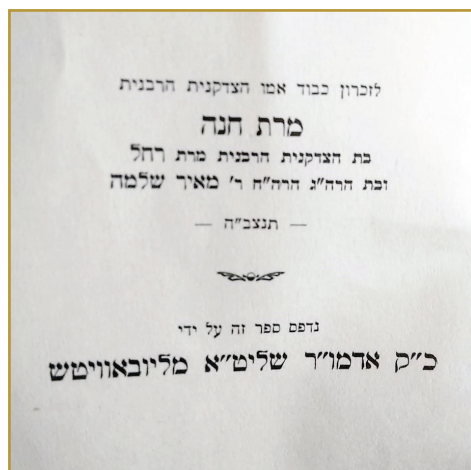 לזכרון כבוד אמו הצדקנית הרבנית
מרת חנה
בת הצדקנית הרבנית מרת רחל
ובת הרה"ג הרה"ח ר' מאיר שלמה
— תנצב"ה —
נדפס ספר זה על ידי
כ"ק אדמו"ר שליט"א מליובאוויטש